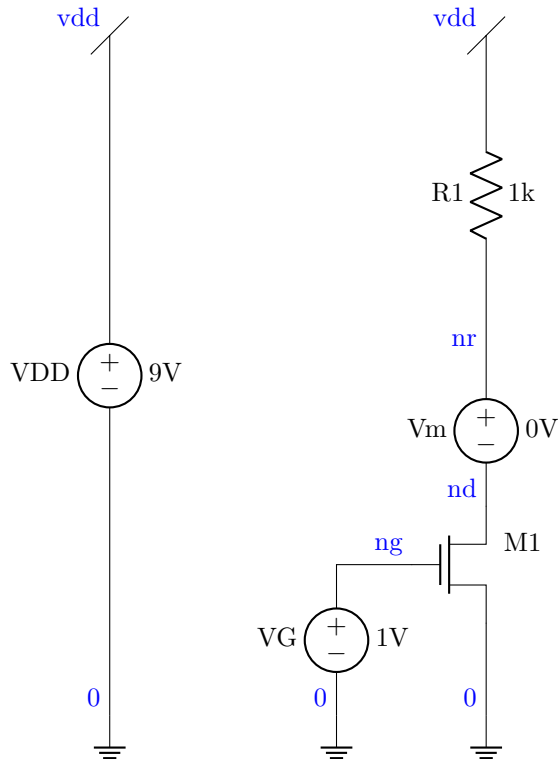 vdd
vdd
R1 1k
nr
VDD + − 9V
Vm + − 0V
nd
ng
M1
VG + − 1V
0
0
0